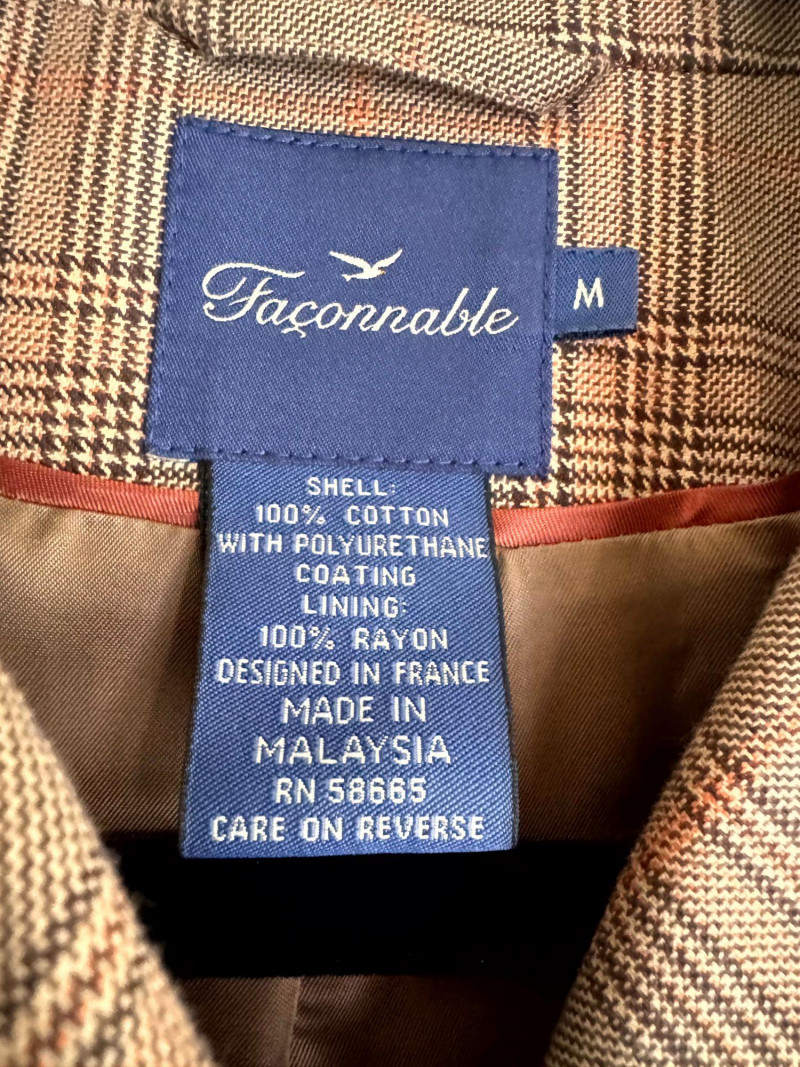 Façonnable
M
SHELL:
100% COTTON
WITH POLYURETHANE
COATING
LINING:
100% RAYON
DESIGNED IN FRANCE
MADE IN
MALAYSIA
RN 58665
CARE ON REVERSE